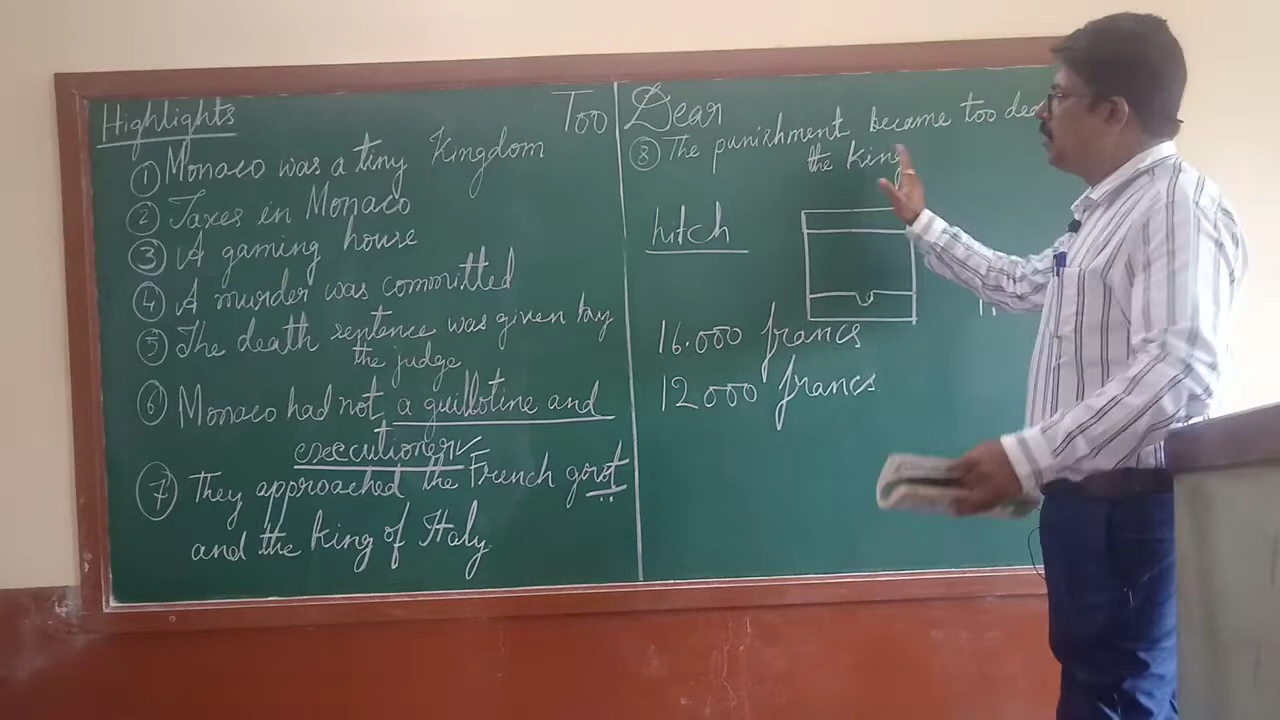 Highlights
Too Dear
① Monaco was a tiny Kingdom
② Taxes in Monaco
③ A gaming house
④ A murder was committed
⑤ The death sentence was given bay
the judge
⑥ Monaco had not a guillotine and
executioner
⑦ They approached the French govt
and the king of Italy
⑧ The punishment became too dea
the king
hitch
16.000 francs
12000 francs